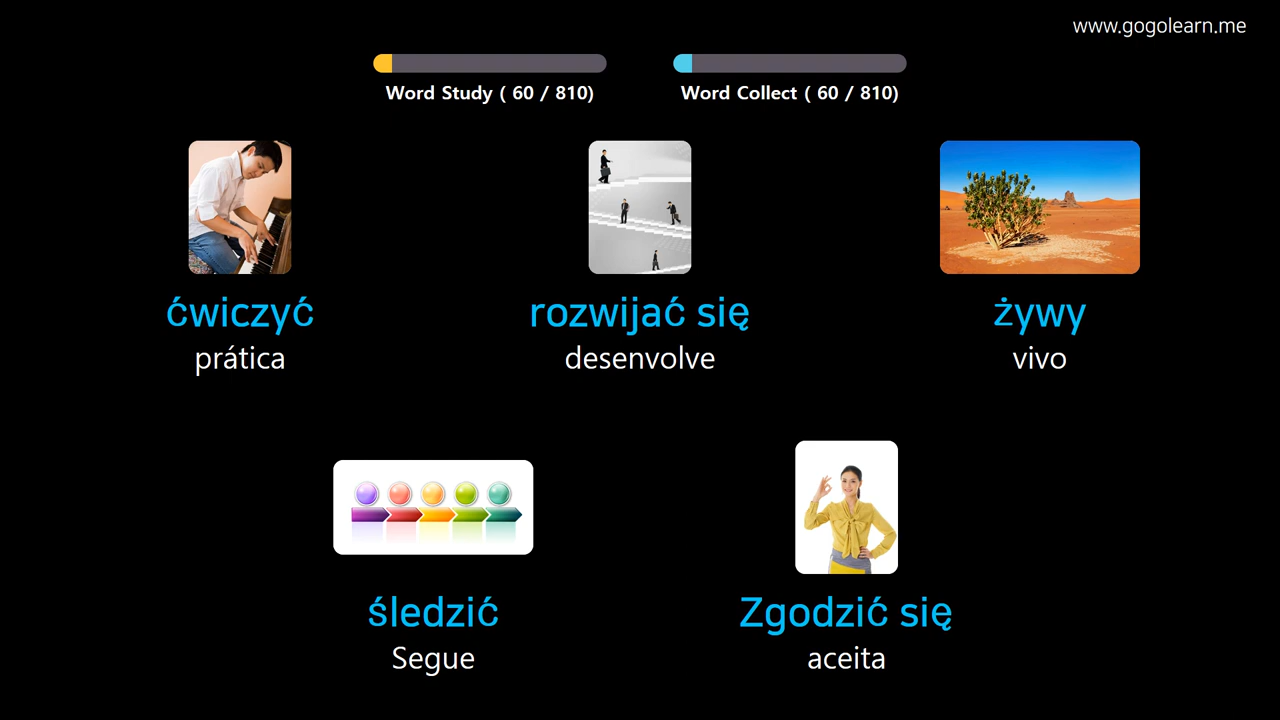 www.gogolearn.me
Word Study ( 60 / 810)
Word Collect ( 60 / 810)
ćwiczyć
prática
rozwijać się
desenvolve
żywy
vivo
śledzić
Segue
Zgodzić się
aceita